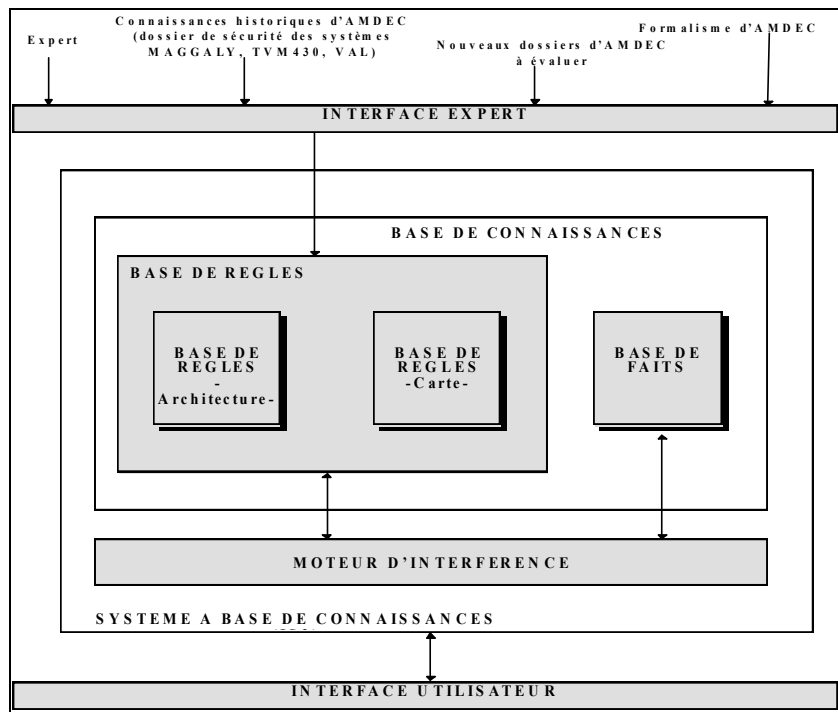 Expert
Connaissances historiques d'AMDEC
(dossier de sécurité des systèmes
MAGGALY, TVM430, VAL)
Nouveaux dossiers d'AMDEC
à évaluer
Formalisme d'AMDEC
INTERFACE EXPERT
BASE DE CONNAISSANCES
BASE DE REGLES
BASE DE
REGLES
-
Architecture-
BASE DE
REGLES
-Carte-
BASE DE
FAITS
MOTEUR D'INTERFERENCE
SYSTEME A BASE DE CONNAISSANCES
INTERFACE UTILISATEUR